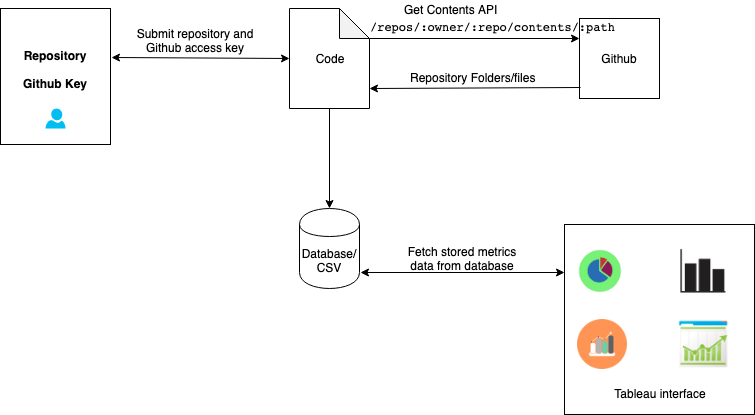 Repository
Github Key
Submit repository and
Github access key
Code
Get Contents API
/repos/:owner/:repo/contents/:path
Repository Folders/files
Github
Database/
CSV
Fetch stored metrics
data from database
Tableau interface